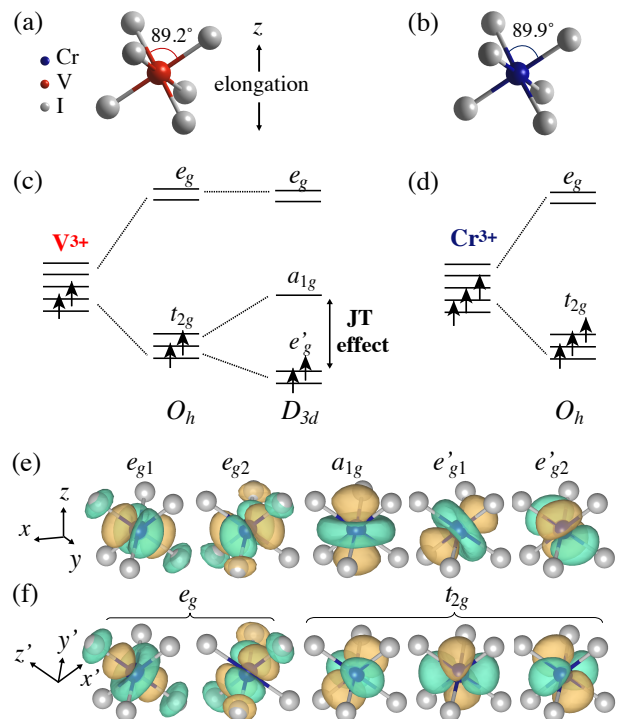 (a)
89.2°
z
elongation
Cr
V
I
(b)
89.9°
(c)
V3+
eg
eg
t2g
a1g
e'g
JT
effect
Oh
D3d
(d)
Cr3+
eg
t2g
Oh
(e)
eg1
eg2
a1g
e'g1
e'g2
z
x
y
(f)
eg
t2g
z'
y'
x'